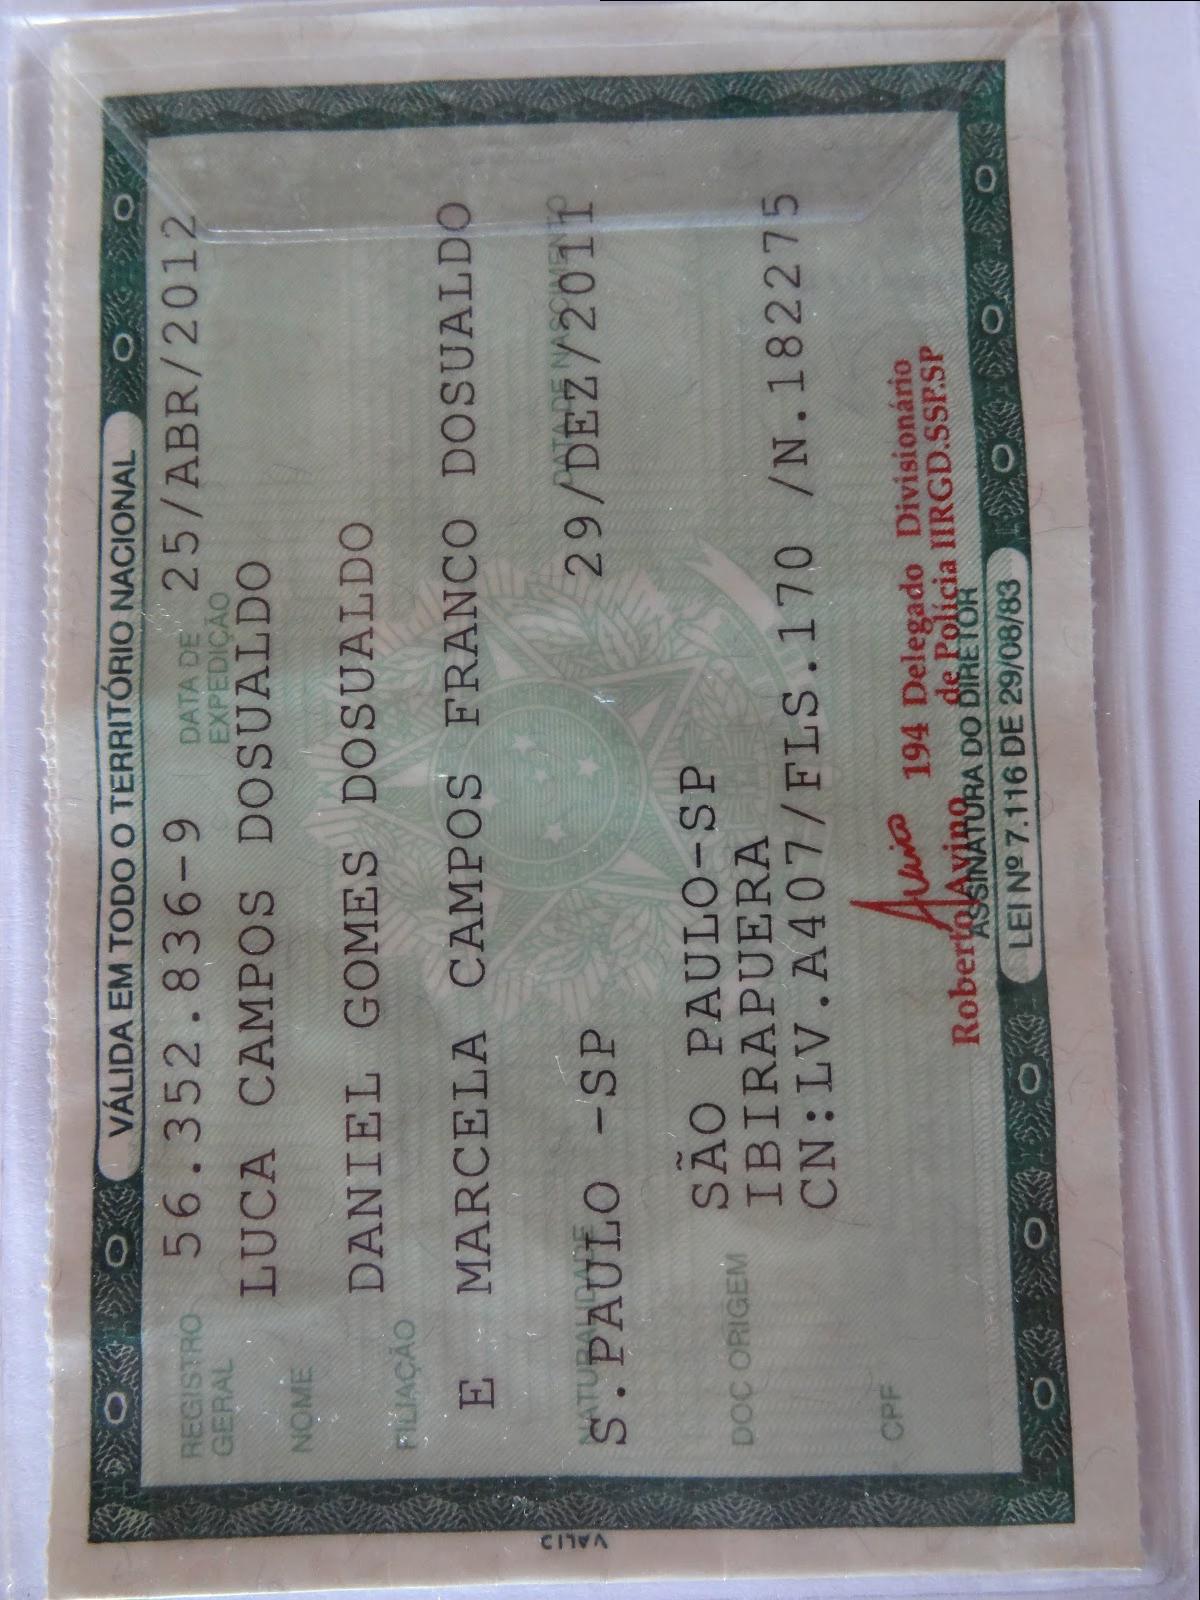 VÁLIDA EM TODO O TERRITÓRIO NACIONAL
REGISTRO GERAL 56.352.836-9 DATA DE EXPEDIÇÃO 25/ABR/2012
NOME LUCA CAMPOS DOSUALDO
FILIAÇÃO DANIEL GOMES DOSUALDO
E MARCELA CAMPOS FRANCO DOSUALDO
NATURALIDADE DATA DE NASCIMENTO
S.PAULO -SP 29/DEZ/2011
DOC ORIGEM SÃO PAULO-SP
IBIRAPUERA
CN:LV.A407/FLS.170 /N.182275
CPF
194 Delegado Divisionário
Roberto Avino de Polícia IIRGD.SSP.SP
ASSINATURA DO DIRETOR
LEI Nº 7.116 DE 29/08/83